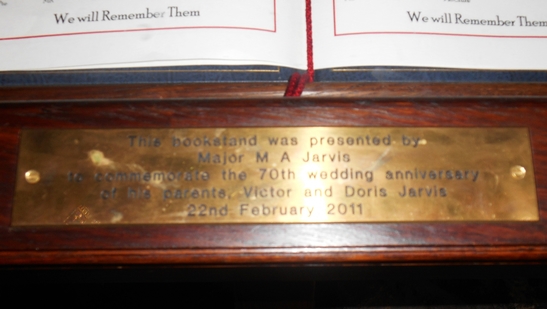 We will Remember Them
We will Remember Them
This bookstand was presented by
Major M A Jarvis
to commemorate the 70th wedding anniversary
of his parents, Victor and Doris Jarvis
22nd February 2011